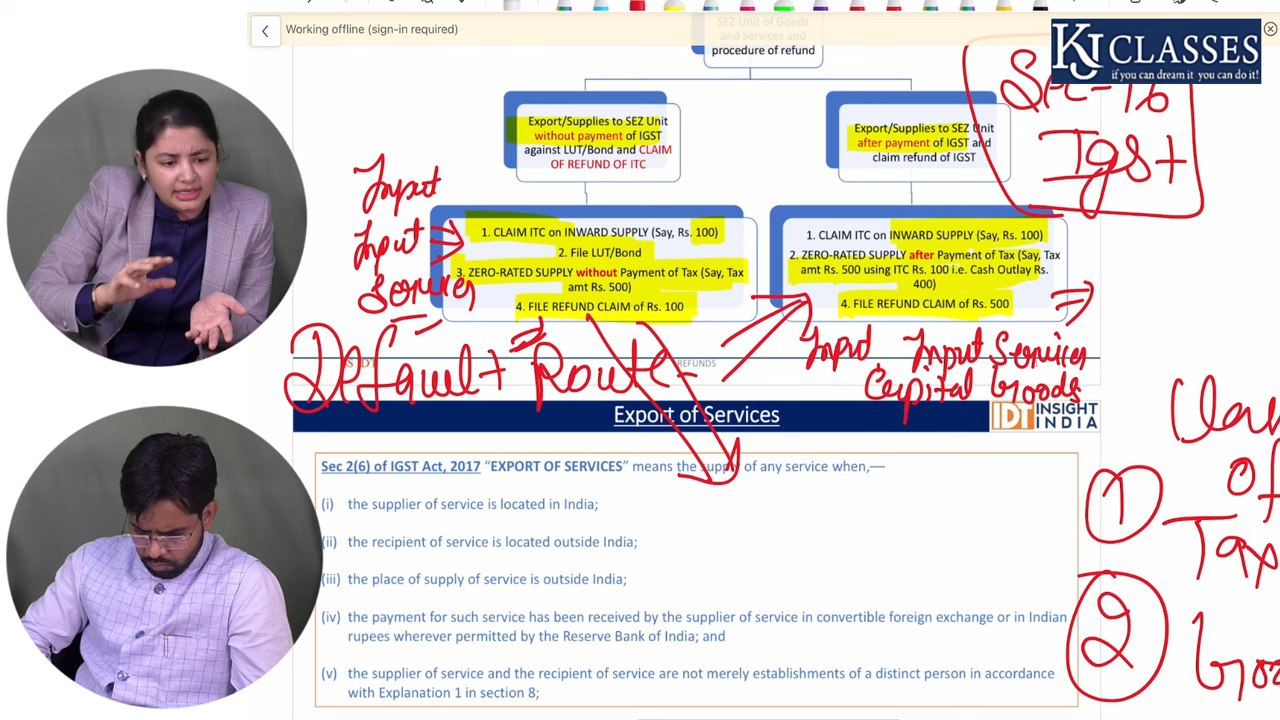 Working offline (sign-in required)
KJ CLASSES
if you can dream it you can do it!
SEZ Unit of Goods
and Services and
procedure of refund
Sec-16
Igst
Export/Supplies to SEZ Unit
without payment of IGST
against LUT/Bond and CLAIM
OF REFUND OF ITC
Export/Supplies to SEZ Unit
after payment of IGST and
claim refund of IGST
Input
Input
Services
1. CLAIM ITC on INWARD SUPPLY (Say, Rs. 100)
2. File LUT/Bond
3. ZERO-RATED SUPPLY without Payment of Tax (Say, Tax
amt Rs. 500)
4. FILE REFUND CLAIM of Rs. 100
1. CLAIM ITC on INWARD SUPPLY (Say, Rs. 100)
2. ZERO-RATED SUPPLY after Payment of Tax (Say, Tax
amt Rs. 500 using ITC Rs. 100 i.e. Cash Outlay Rs.
400)
4. FILE REFUND CLAIM of Rs. 500
Default Route
REFUNDS
Input Input Services
Capital Goods
Export of Services
IDT INSIGHT
INDIA
Sec 2(6) of IGST Act, 2017 “EXPORT OF SERVICES” means the supply of any service when,—
(i) the supplier of service is located in India;
(ii) the recipient of service is located outside India;
(iii) the place of supply of service is outside India;
(iv) the payment for such service has been received by the supplier of service in convertible foreign exchange or in Indian
rupees wherever permitted by the Reserve Bank of India; and
(v) the supplier of service and the recipient of service are not merely establishments of a distinct person in accordance
with Explanation 1 in section 8;
1
of
Tax
2
Goo